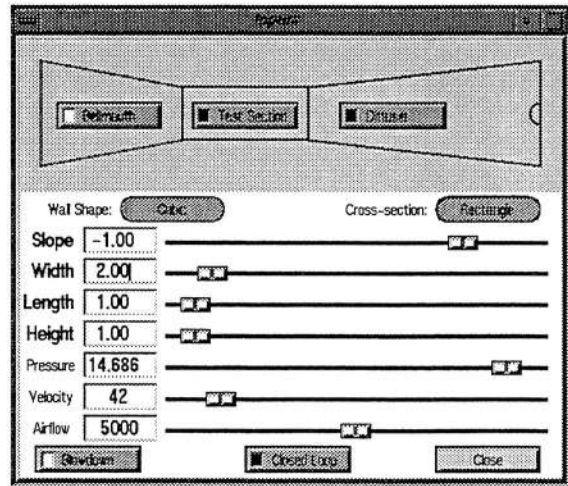 Inputs
Bellmouth Test Section Diffuser
Wall Shape: Cubic Cross-section: Rectangle
Slope -1.00
Width 2.00
Length 1.00
Height 1.00
Pressure 14.686
Velocity 42
Airflow 5000
Blowdown Closed Loop Close